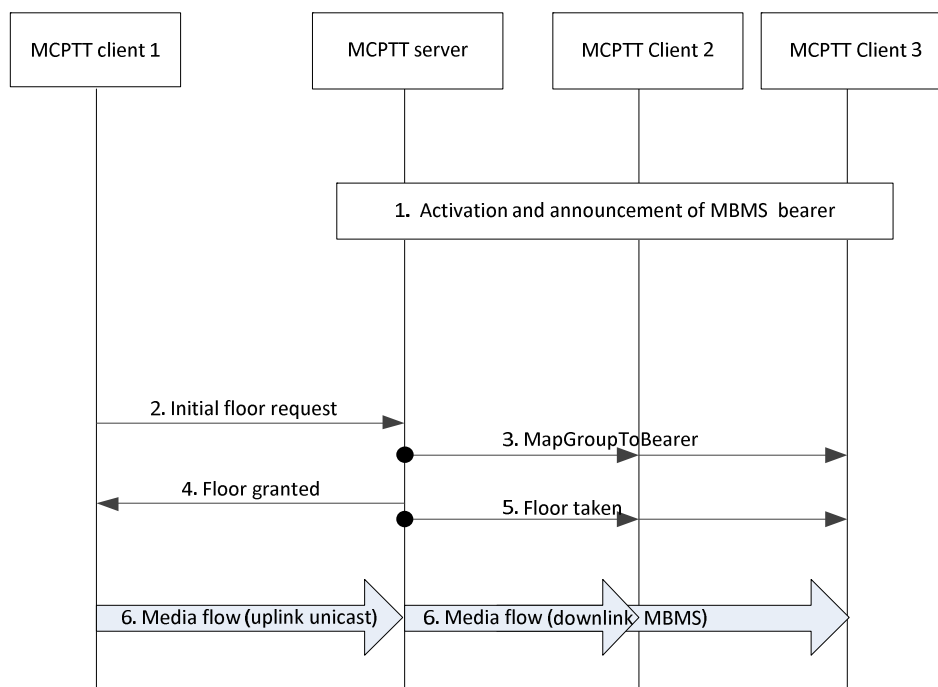 MCPTT client 1
MCPTT server
MCPTT Client 2
MCPTT Client 3
1. Activation and announcement of MBMS bearer
2. Initial floor request
3. MapGroupToBearer
4. Floor granted
5. Floor taken
6. Media flow (uplink unicast)
6. Media flow (downlink MBMS)